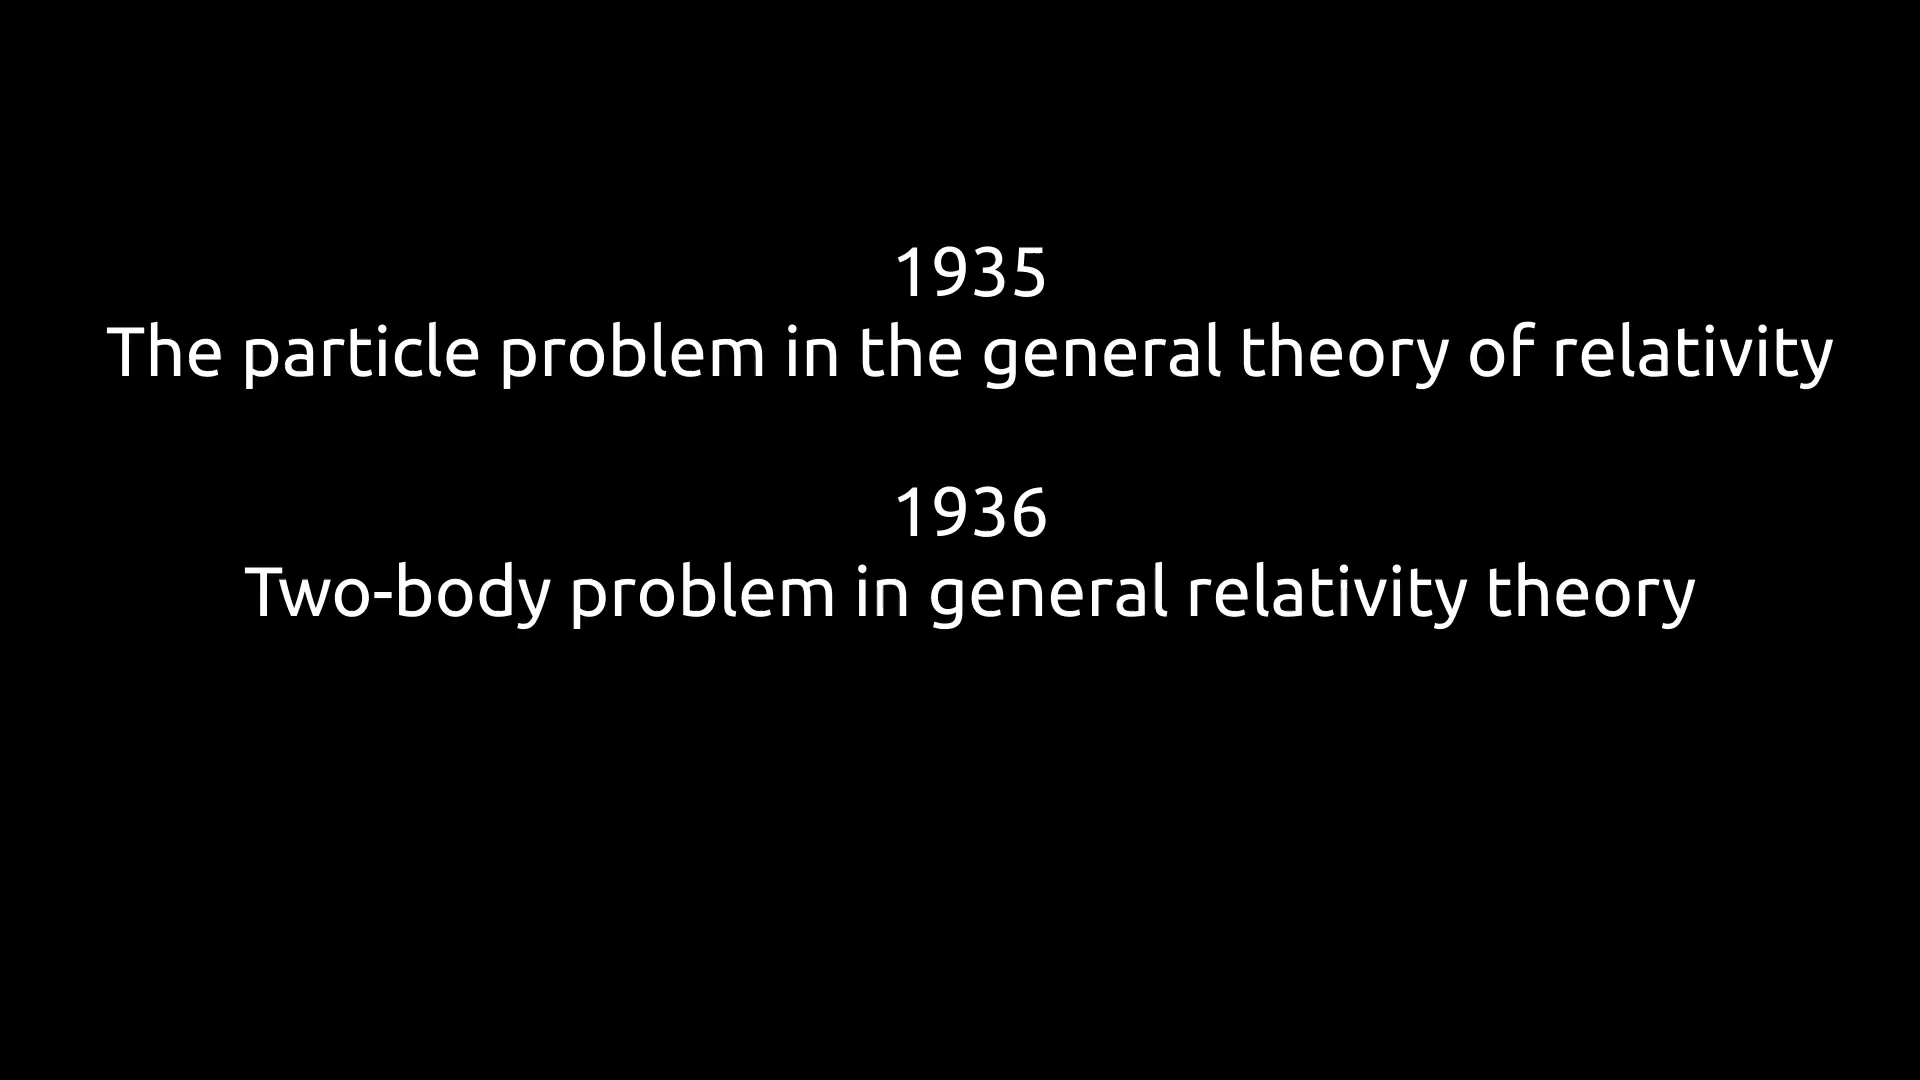 1935
The particle problem in the general theory of relativity
1936
Two-body problem in general relativity theory